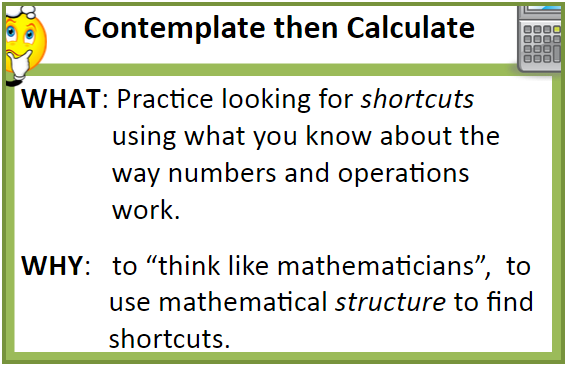 Contemplate then Calculate
WHAT: Practice looking for shortcuts
using what you know about the
way numbers and operations
work.
WHY: to “think like mathematicians”, to
use mathematical structure to find
shortcuts.